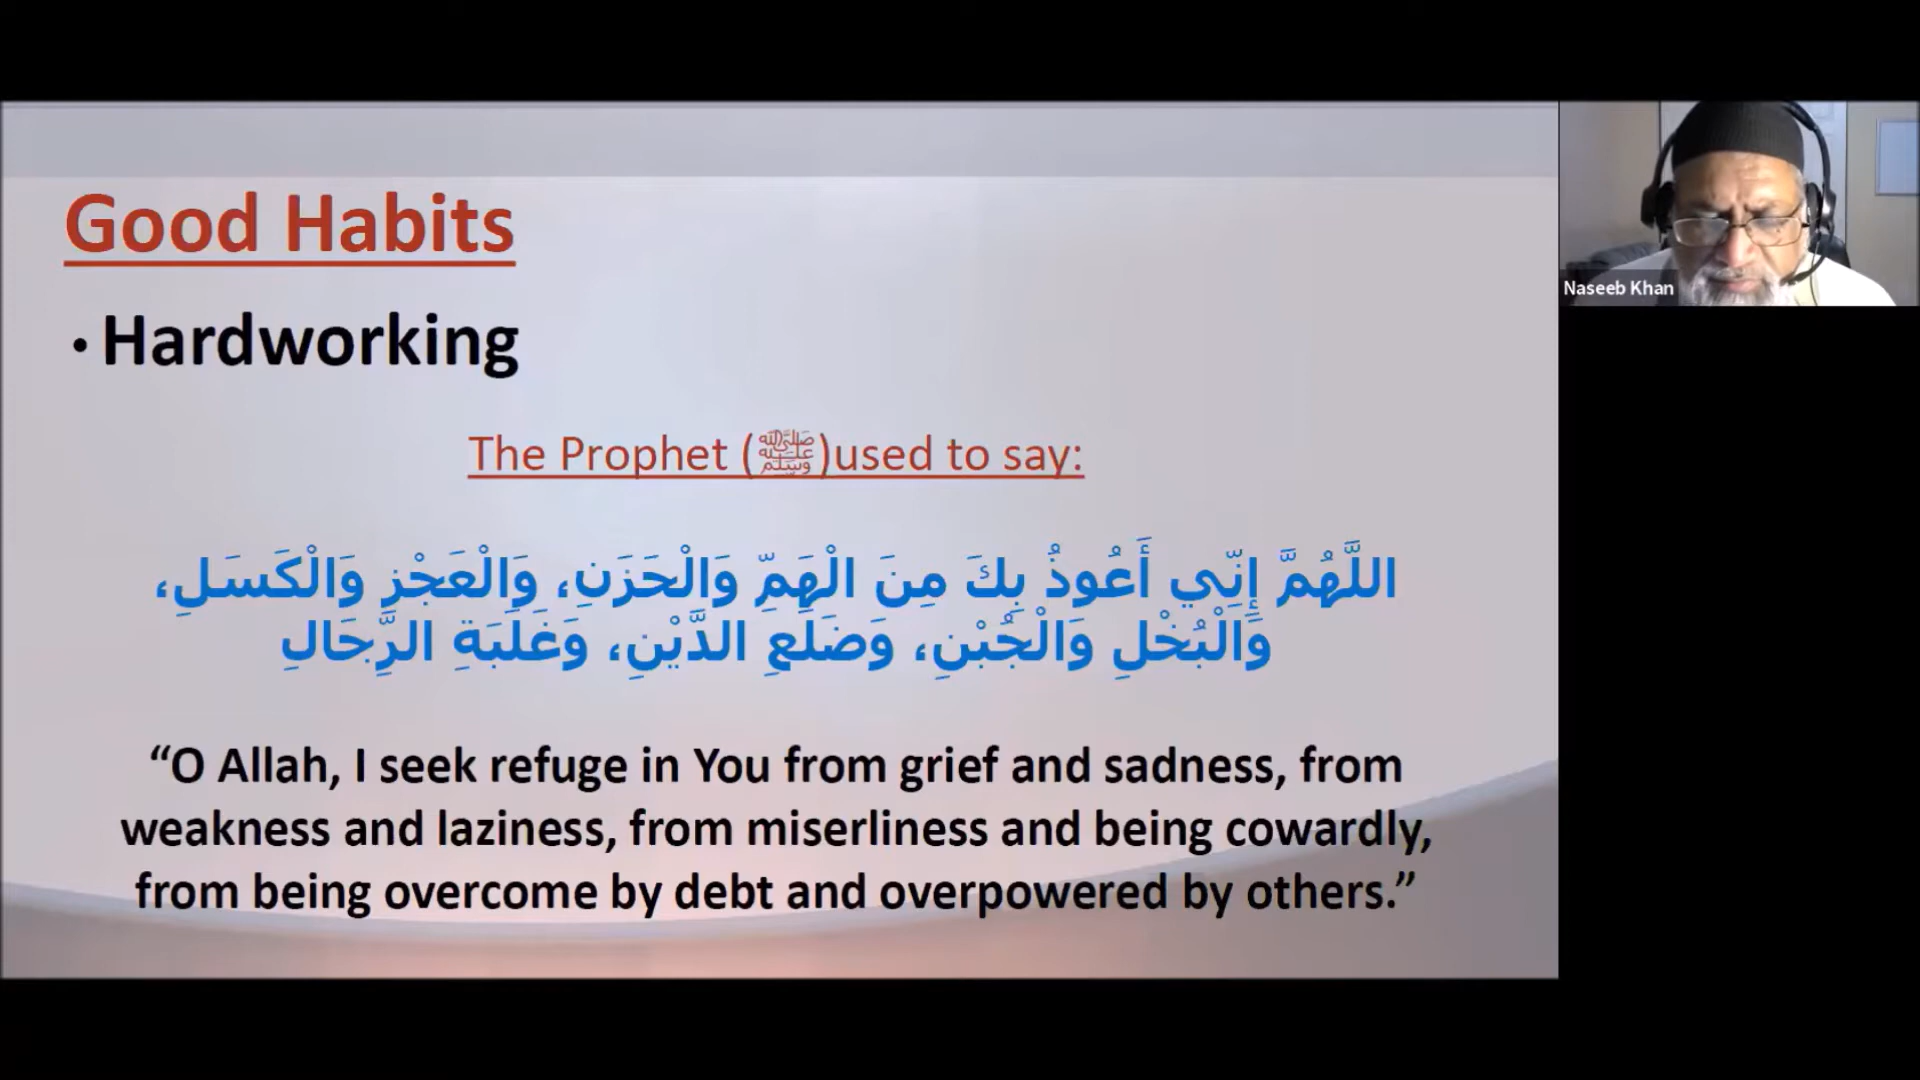 Good Habits
• Hardworking
The Prophet (ﷺ)used to say:
اللَّهُمَّ إِنِّي أَعُوذُ بِكَ مِنَ الْهَمِّ وَالْحَزَنِ، وَالْعَجْزِ وَالْكَسَلِ،
وَالْبُخْلِ وَالْجُبْنِ، وَضَلَعِ الدَّيْنِ، وَغَلَبَةِ الرِّجَالِ
“O Allah, I seek refuge in You from grief and sadness, from
weakness and laziness, from miserliness and being cowardly,
from being overcome by debt and overpowered by others.”
Naseeb Khan